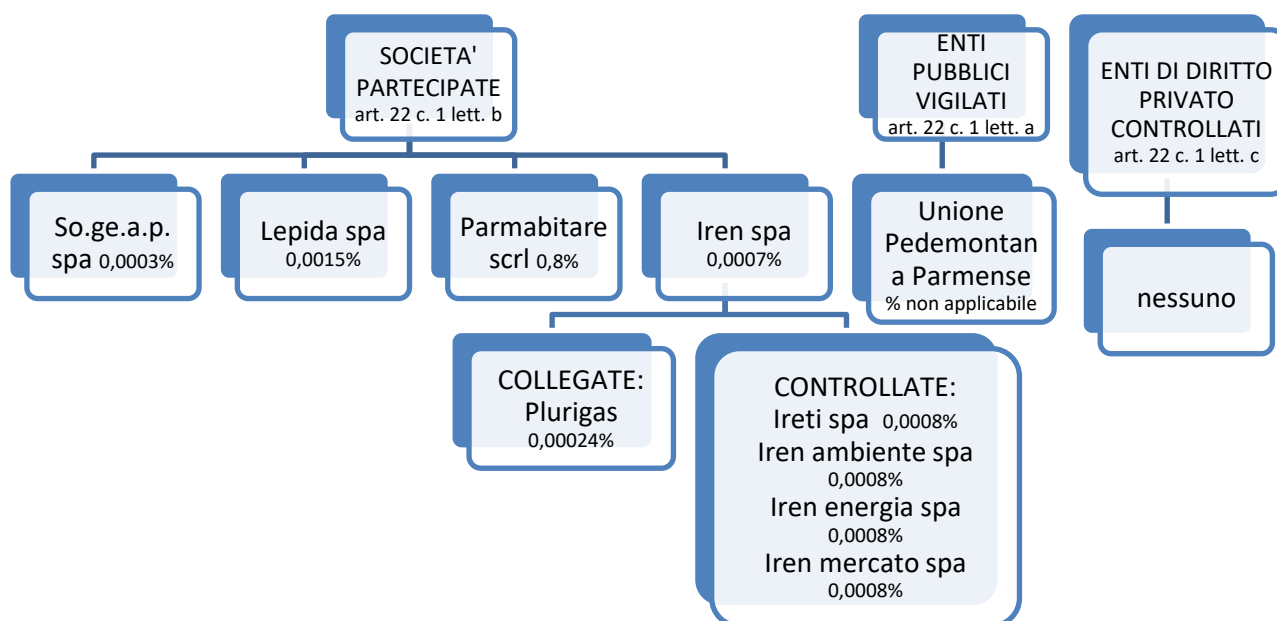 SOCIETA'
PARTECIPATE
art. 22 c. 1 lett. b
ENTI
PUBBLICI
VIGILATI
art. 22 c. 1 lett. a
ENTI DI DIRITTO
PRIVATO
CONTROLLATI
art. 22 c. 1 lett. c
So.ge.a.p.
spa 0,0003%
Lepida spa
0,0015%
Parmabitare
scrl 0,8%
Iren spa
0,0007%
Unione
Pedemontan
a Parmense
% non applicabile
nessuno
COLLEGATE:
Plurigas
0,00024%
CONTROLLATE:
Ireti spa 0,0008%
Iren ambiente spa
0,0008%
Iren energia spa
0,0008%
Iren mercato spa
0,0008%